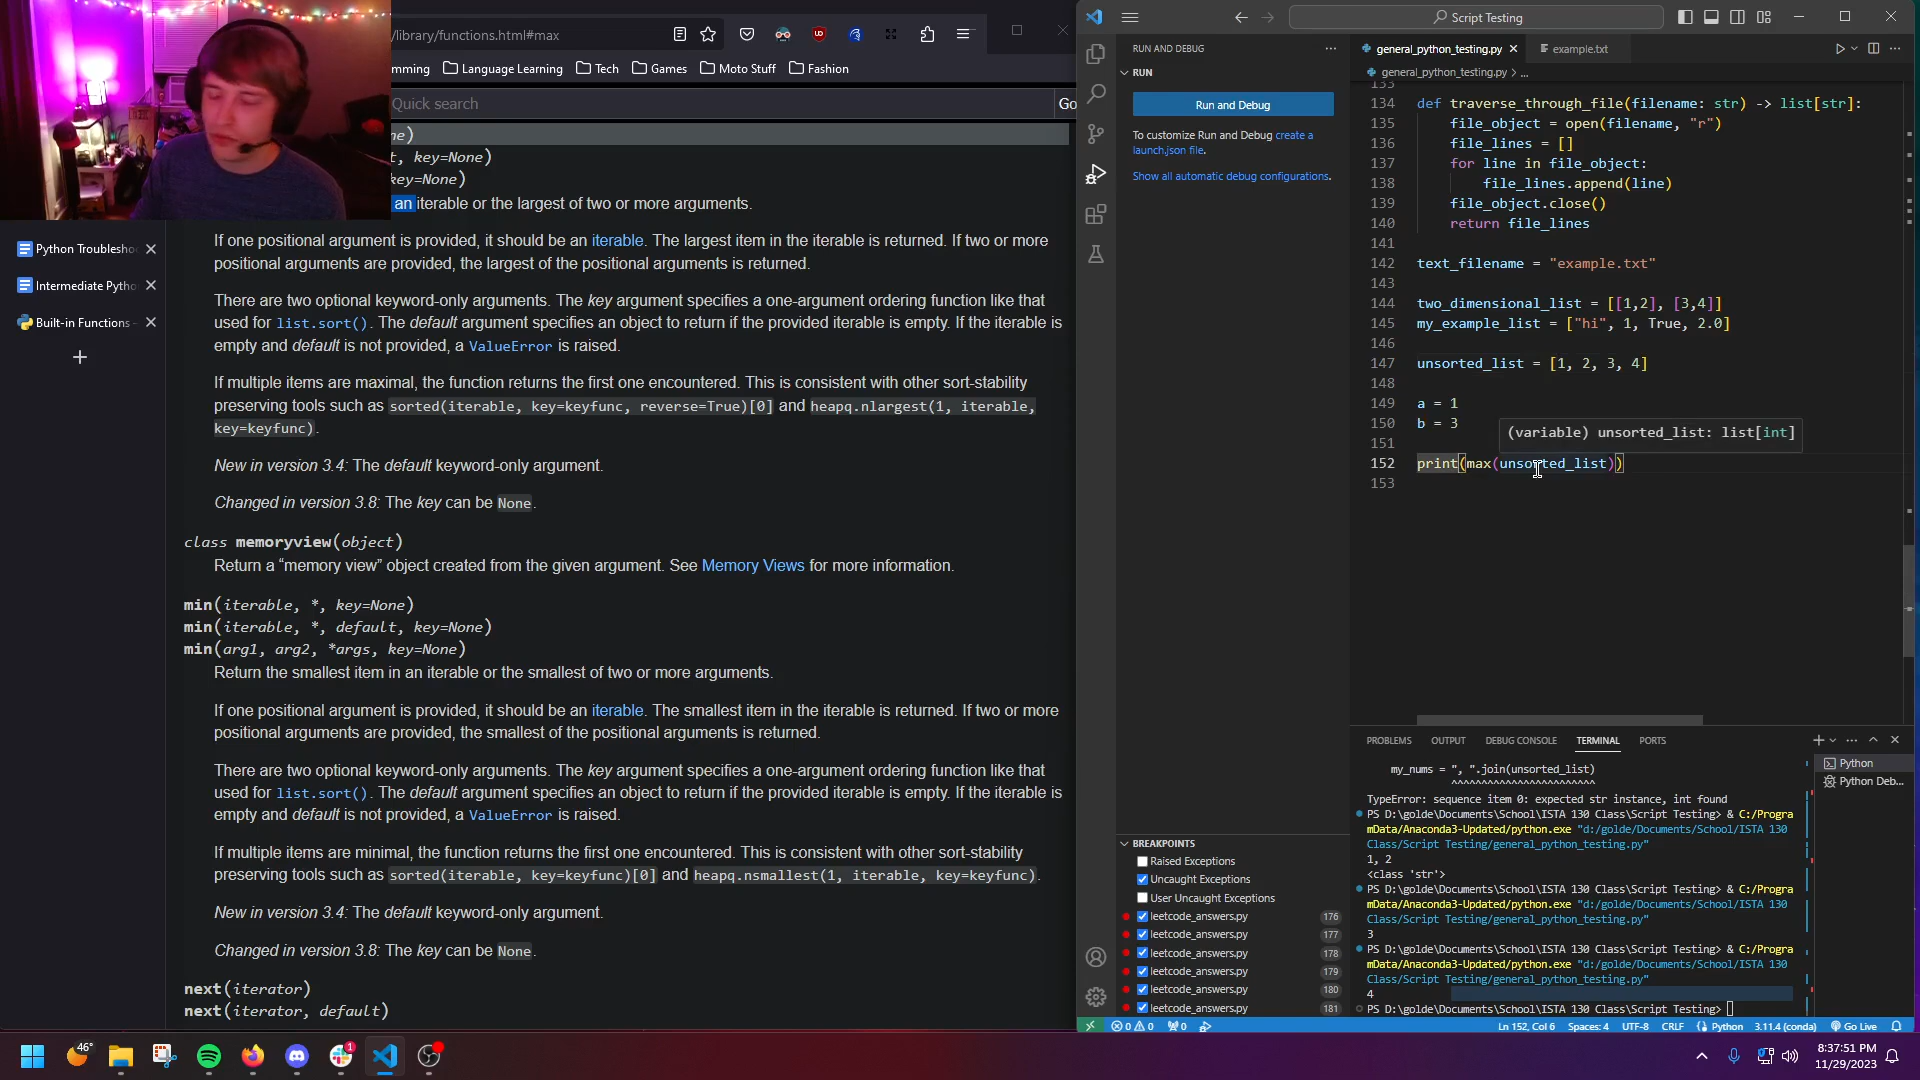 /library/functions.html#max
mming Language Learning Tech Games Moto Stuff Fashion
Quick search
Go
ne)
t, key=None)
key=None)
an iterable or the largest of two or more arguments.
If one positional argument is provided, it should be an iterable. The largest item in the iterable is returned. If two or more
positional arguments are provided, the largest of the positional arguments is returned.
There are two optional keyword-only arguments. The key argument specifies a one-argument ordering function like that
used for list.sort(). The default argument specifies an object to return if the provided iterable is empty. If the iterable is
empty and default is not provided, a ValueError is raised.
If multiple items are maximal, the function returns the first one encountered. This is consistent with other sort-stability
preserving tools such as sorted(iterable, key=keyfunc, reverse=True)[0] and heapq.nlargest(1, iterable,
key=keyfunc).
New in version 3.4: The default keyword-only argument.
Changed in version 3.8: The key can be None.
class memoryview(object)
Return a “memory view” object created from the given argument. See Memory Views for more information.
min(iterable, *, key=None)
min(iterable, *, default, key=None)
min(arg1, arg2, *args, key=None)
Return the smallest item in an iterable or the smallest of two or more arguments.
If one positional argument is provided, it should be an iterable. The smallest item in the iterable is returned. If two or more
positional arguments are provided, the smallest of the positional arguments is returned.
There are two optional keyword-only arguments. The key argument specifies a one-argument ordering function like that
used for list.sort(). The default argument specifies an object to return if the provided iterable is empty. If the iterable is
empty and default is not provided, a ValueError is raised.
If multiple items are minimal, the function returns the first one encountered. This is consistent with other sort-stability
preserving tools such as sorted(iterable, key=keyfunc)[0] and heapq.nsmallest(1, iterable, key=keyfunc).
New in version 3.4: The default keyword-only argument.
Changed in version 3.8: The key can be None.
next(iterator)
next(iterator, default)
Python Troublesho
Intermediate Pytho
Built-in Functions -
Script Testing
RUN AND DEBUG
RUN
Run and Debug
To customize Run and Debug create a
launch.json file.
Show all automatic debug configurations.
general_python_testing.py
example.txt
general_python_testing.py > ...
133
134 def traverse_through_file(filename: str) -> list[str]:
135 file_object = open(filename, "r")
136 file_lines = []
137 for line in file_object:
138 file_lines.append(line)
139 file_object.close()
140 return file_lines
141
142 text_filename = "example.txt"
143
144 two_dimensional_list = [[1,2], [3,4]]
145 my_example_list = ["hi", 1, True, 2.0]
146
147 unsorted_list = [1, 2, 3, 4]
148
149 a = 1
150 b = 3
(variable) unsorted_list: list[int]
151
152 print(max(unsorted_list))
153
BREAKPOINTS
Raised Exceptions
Uncaught Exceptions
User Uncaught Exceptions
leetcode_answers.py 176
leetcode_answers.py 177
leetcode_answers.py 178
leetcode_answers.py 179
leetcode_answers.py 180
leetcode_answers.py 181
PROBLEMS OUTPUT DEBUG CONSOLE TERMINAL PORTS
my_nums = ", ".join(unsorted_list)
^^^^^^^^^^^^^^^^^^^^^^^^
TypeError: sequence item 0: expected str instance, int found
PS D:\golde\Documents\School\ISTA 130 Class\Script Testing> & C:/Progra
mData/Anaconda3-Updated/python.exe "d:/golde/Documents/School/ISTA 130
Class/Script Testing/general_python_testing.py"
1, 2
<class 'str'>
PS D:\golde\Documents\School\ISTA 130 Class\Script Testing> & C:/Progra
mData/Anaconda3-Updated/python.exe "d:/golde/Documents/School/ISTA 130
Class/Script Testing/general_python_testing.py"
3
PS D:\golde\Documents\School\ISTA 130 Class\Script Testing> & C:/Progra
mData/Anaconda3-Updated/python.exe "d:/golde/Documents/School/ISTA 130
Class/Script Testing/general_python_testing.py"
4
PS D:\golde\Documents\School\ISTA 130 Class\Script Testing>
Python
Python Deb...
0 0 0
Ln 152, Col 6 Spaces: 4 UTF-8 CRLF Python 3.11.4 (conda) Go Live
46°
1
8:37:51 PM
11/29/2023